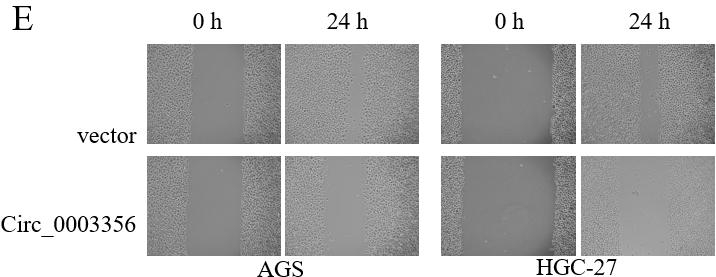 E
0 h 24 h 0 h 24 h
vector
Circ_0003356
AGS HGC-27